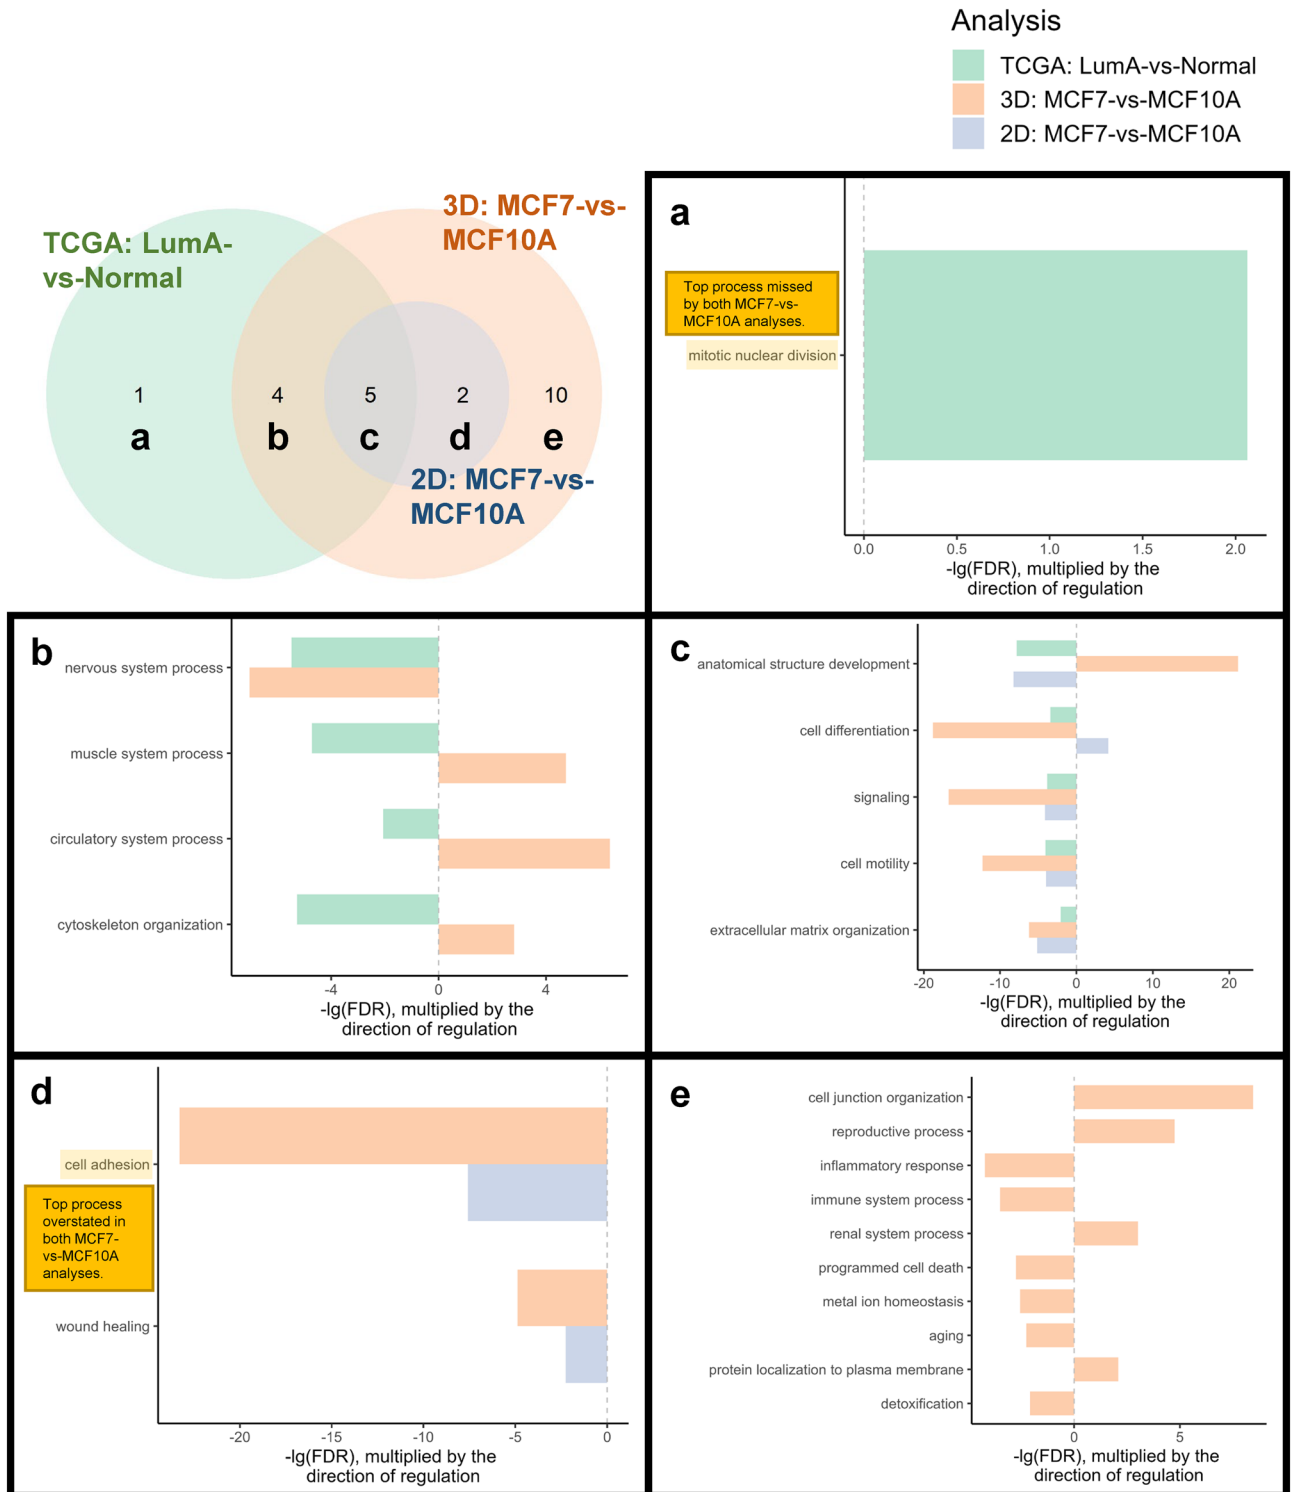 Analysis
TCGA: LumA-vs-Normal
3D: MCF7-vs-MCF10A
2D: MCF7-vs-MCF10A
TCGA: LumA-
vs-Normal
3D: MCF7-vs-
MCF10A
1
4
5
2
10
a
b
c
d
e
2D: MCF7-vs-
MCF10A
a
Top process missed
by both MCF7-vs-
MCF10A analyses.
mitotic nuclear division
0.0
0.5
1.0
1.5
2.0
-lg(FDR), multiplied by the
direction of regulation
b
nervous system process
muscle system process
circulatory system process
cytoskeleton organization
-4
0
4
-lg(FDR), multiplied by the
direction of regulation
c
anatomical structure development
cell differentiation
signaling
cell motility
extracellular matrix organization
-20
-10
0
10
20
-lg(FDR), multiplied by the
direction of regulation
d
cell adhesion
Top process
overstated in
both MCF7-
vs-MCF10A
analyses.
wound healing
-20
-15
-10
-5
0
-lg(FDR), multiplied by the
direction of regulation
e
cell junction organization
reproductive process
inflammatory response
immune system process
renal system process
programmed cell death
metal ion homeostasis
aging
protein localization to plasma membrane
detoxification
0
5
-lg(FDR), multiplied by the
direction of regulation